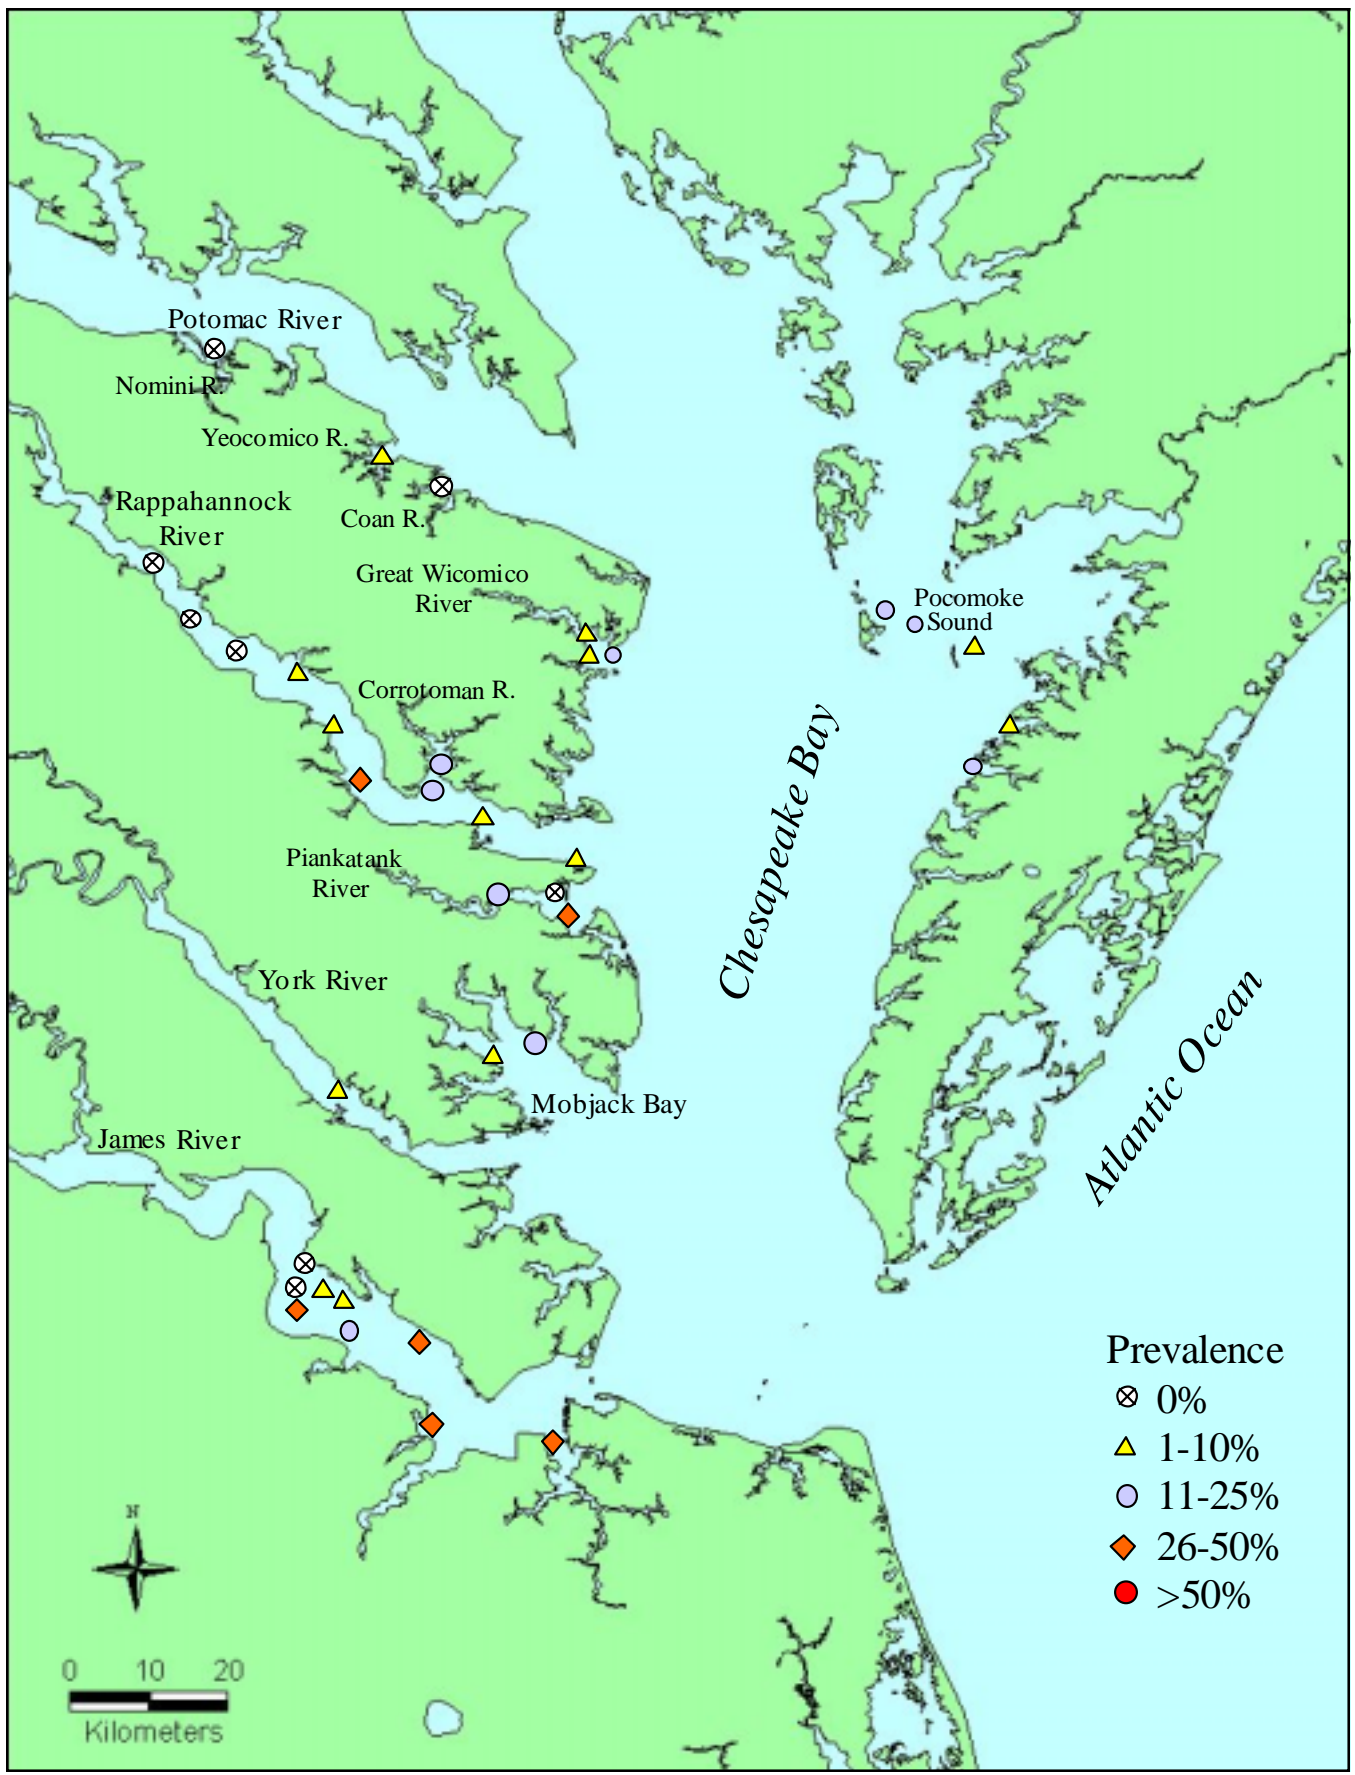 Potomac River
Nomini R.
Yeocomico R.
Rappahannock
River
Coan R.
Great Wicomico
River
Pocomoke
Sound
Corrotoman R.
Chesapeake Bay
Piankatank
River
York River
Atlantic Ocean
Mobjack Bay
James River
Prevalence
0%
1-10%
11-25%
26-50%
>50%
N
0 10 20
Kilometers